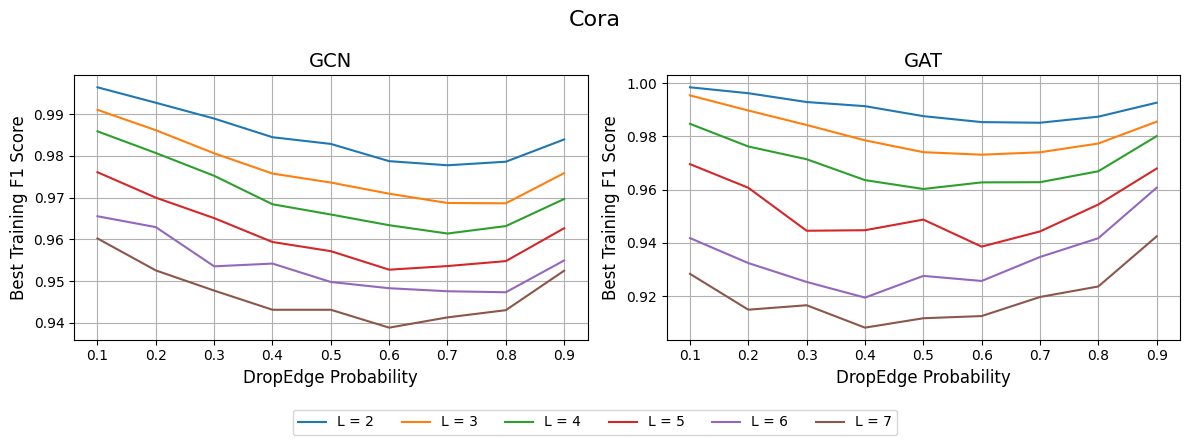 Cora
GCN
Best Training F1 Score
0.99
0.98
0.97
0.96
0.95
0.94
0.1 0.2 0.3 0.4 0.5 0.6 0.7 0.8 0.9
DropEdge Probability
GAT
Best Training F1 Score
1.00
0.98
0.96
0.94
0.92
0.1 0.2 0.3 0.4 0.5 0.6 0.7 0.8 0.9
DropEdge Probability
L = 2 L = 3 L = 4 L = 5 L = 6 L = 7